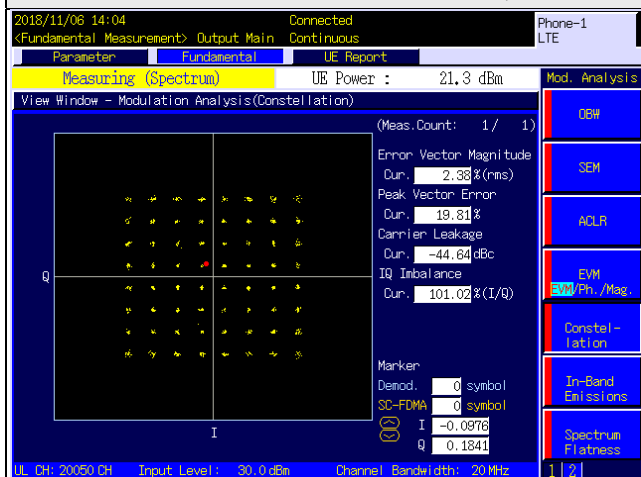 2018/11/06 14:04 Connected Phone-1
<Fundamental Measurement> Output Main Continuous LTE
Parameter Fundamental UE Report
Measuring (Spectrum) UE Power : 21.3 dBm Mod. Analysis
View Window - Modulation Analysis(Constellation)
(Meas.Count: 1/ 1)
OBW
Error Vector Magnitude
Cur. 2.38 %(rms)
SEM
Peak Vector Error
Cur. 19.81 %
Carrier Leakage
ACLR
Cur. -44.64 dBc
IQ Imbalance
Q
EVM
EVM/Ph./Mag.
Cur. 101.02 %(I/Q)
Constel-
lation
Marker
Demod. 0 symbol
In-Band
Emissions
SC-FDMA 0 symbol
I -0.0976
I
Q 0.1841
Spectrum
Flatness
UL CH: 20050 CH Input Level: 30.0 dBm Channel Bandwidth: 20 MHz 1 2